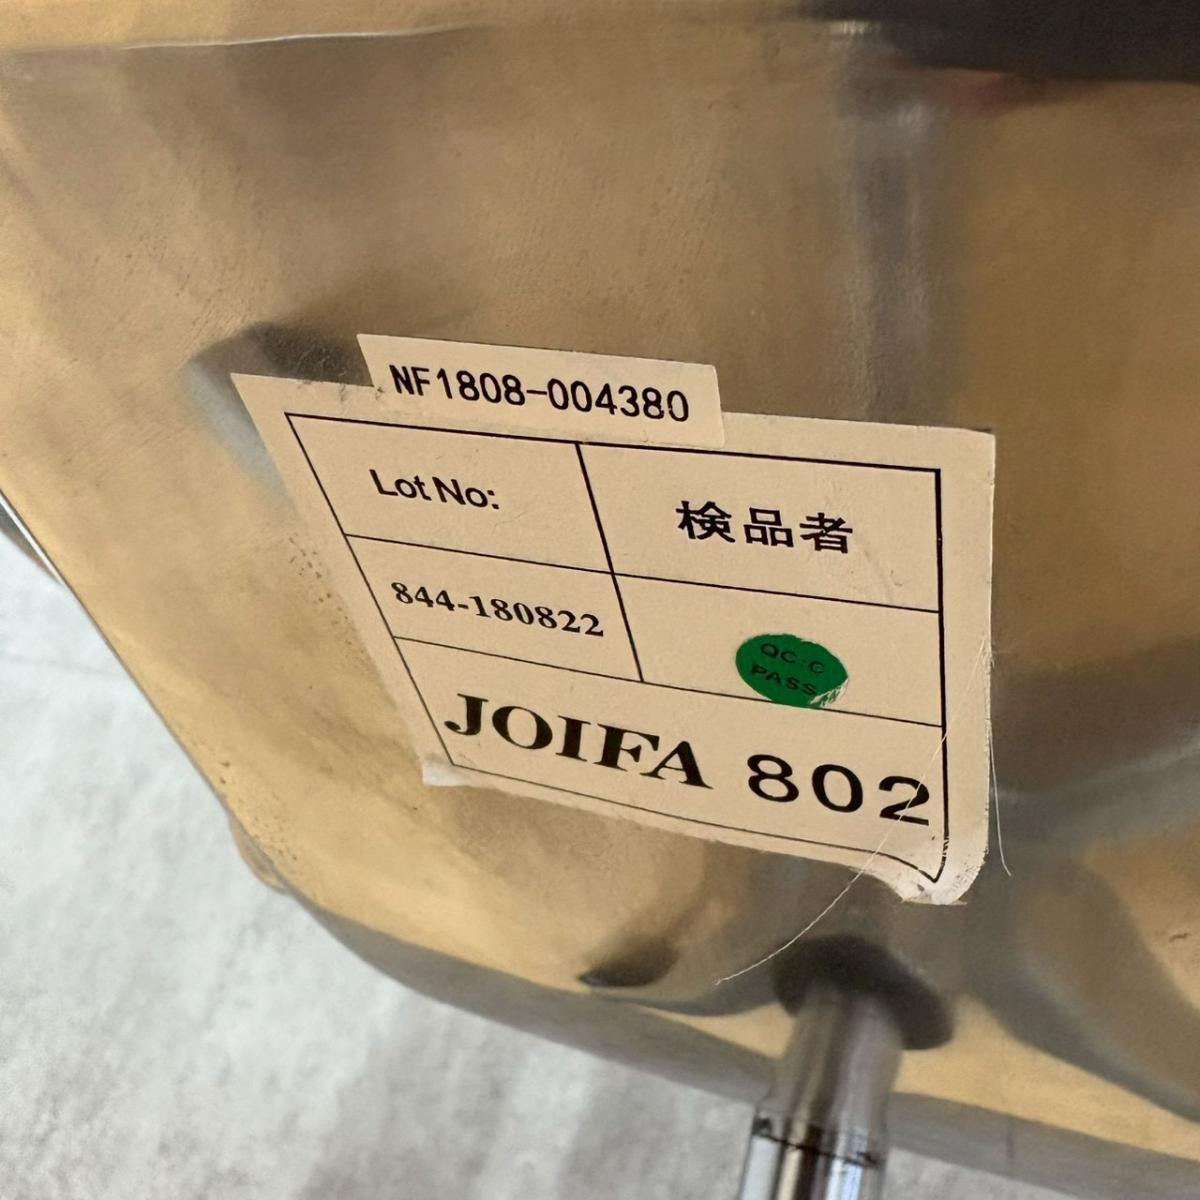 NF1808-004380
Lot No:
検品者
844-180822
QC:C
PASS
JOIFA 802